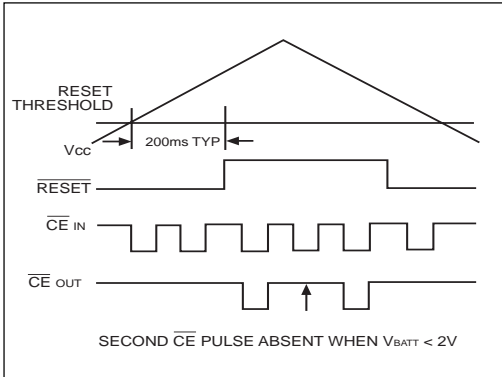 RESET
THRESHOLD
Vcc
200ms TYP
RESET
CE IN
CE OUT
SECOND CE PULSE ABSENT WHEN VBATT < 2V